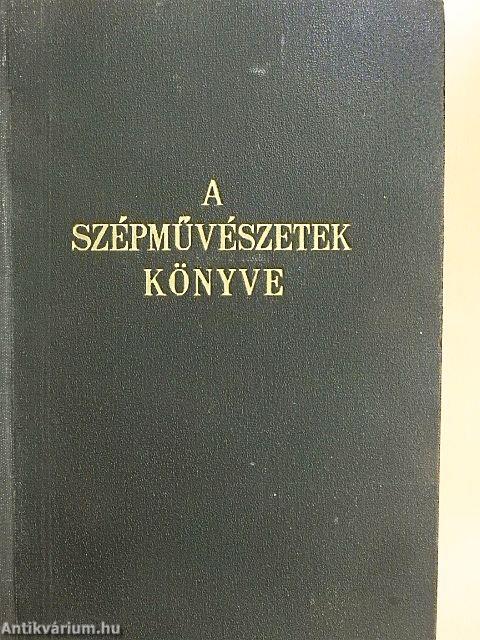 A
SZÉPMŰVÉSZETEK
KÖNYVE
Antikvárium.hu